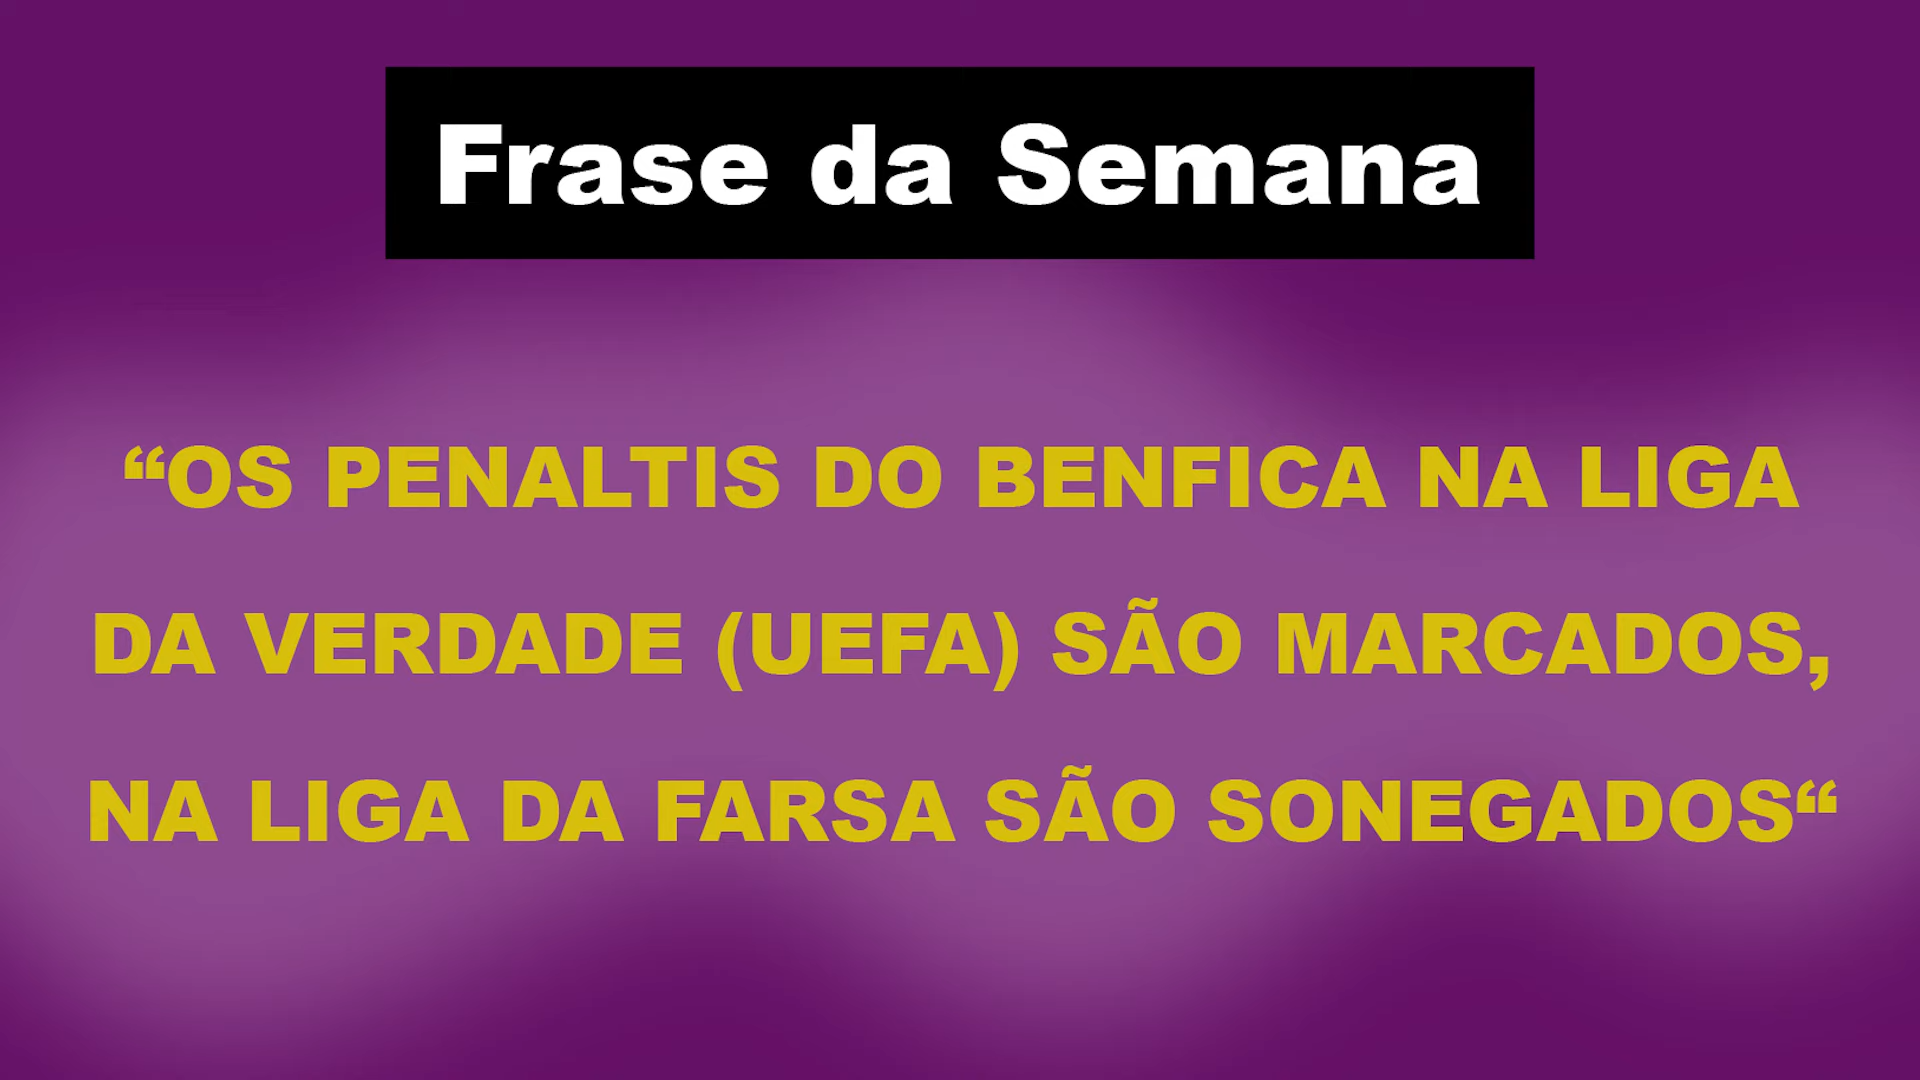 Frase da Semana
“OS PENALTIS DO BENFICA NA LIGA
DA VERDADE (UEFA) SÃO MARCADOS,
NA LIGA DA FARSA SÃO SONEGADOS“